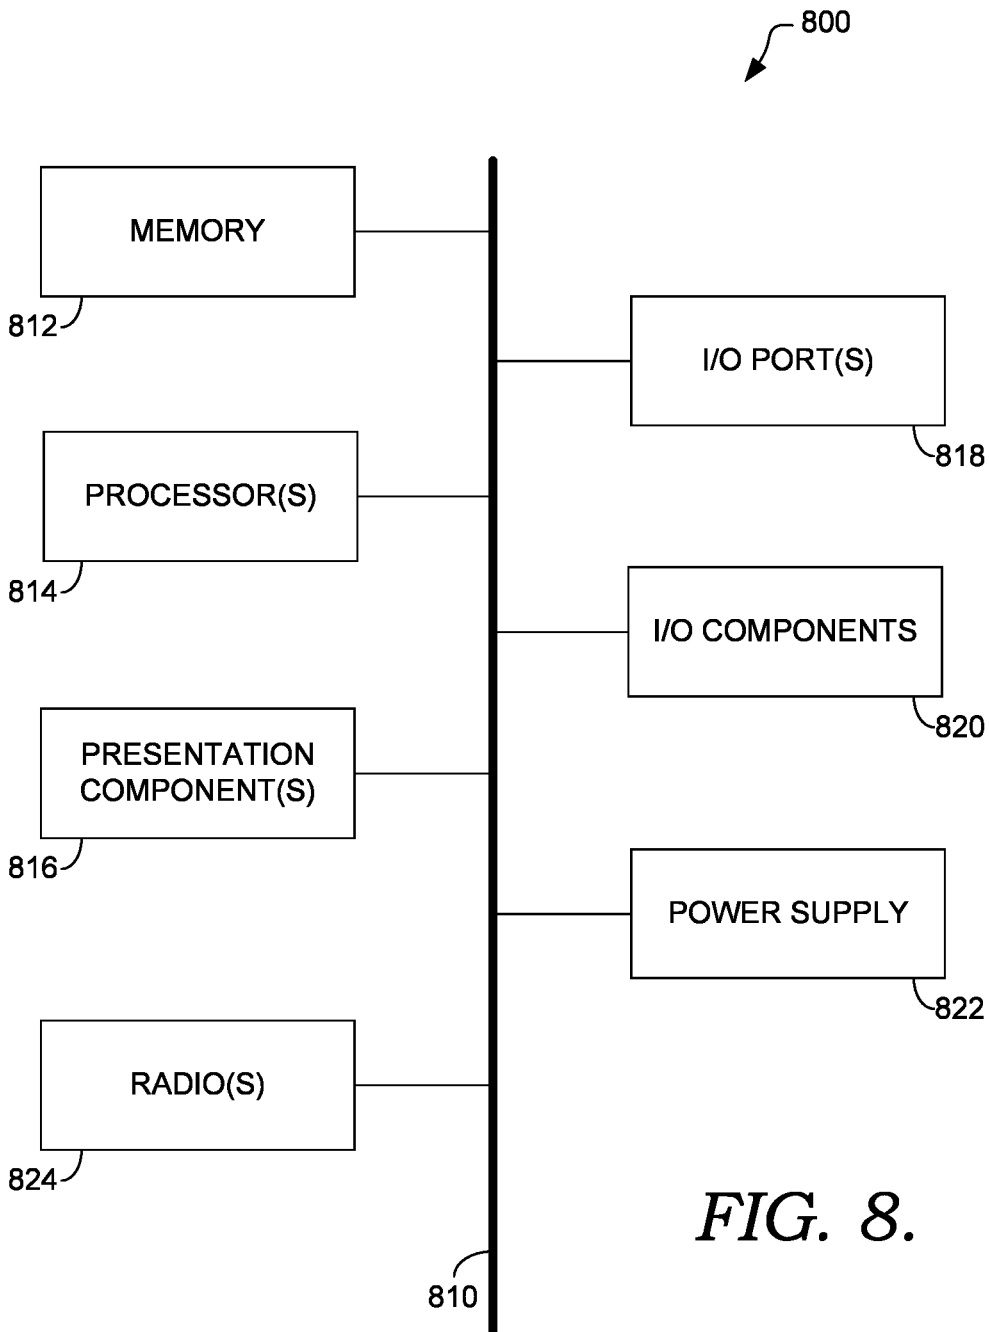 800
MEMORY
812
I/O PORT(S)
818
PROCESSOR(S)
814
I/O COMPONENTS
820
PRESENTATION
COMPONENT(S)
816
POWER SUPPLY
822
RADIO(S)
824
FIG. 8.
810